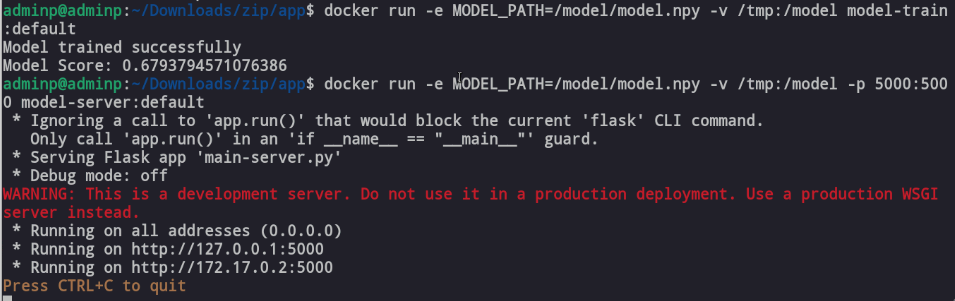 adminp@adminp:~/Downloads/zip/app$ docker run -e MODEL_PATH=/model/model.npy -v /tmp:/model model-train
:default
Model trained successfully
Model Score: 0.6793794571076386
adminp@adminp:~/Downloads/zip/app$ docker run -e MODEL_PATH=/model/model.npy -v /tmp:/model -p 5000:500
0 model-server:default
 * Ignoring a call to 'app.run()' that would block the current 'flask' CLI command.
   Only call 'app.run()' in an 'if __name__ == "__main__"' guard.
 * Serving Flask app 'main-server.py'
 * Debug mode: off
WARNING: This is a development server. Do not use it in a production deployment. Use a production WSGI
server instead.
 * Running on all addresses (0.0.0.0)
 * Running on http://127.0.0.1:5000
 * Running on http://172.17.0.2:5000
Press CTRL+C to quit